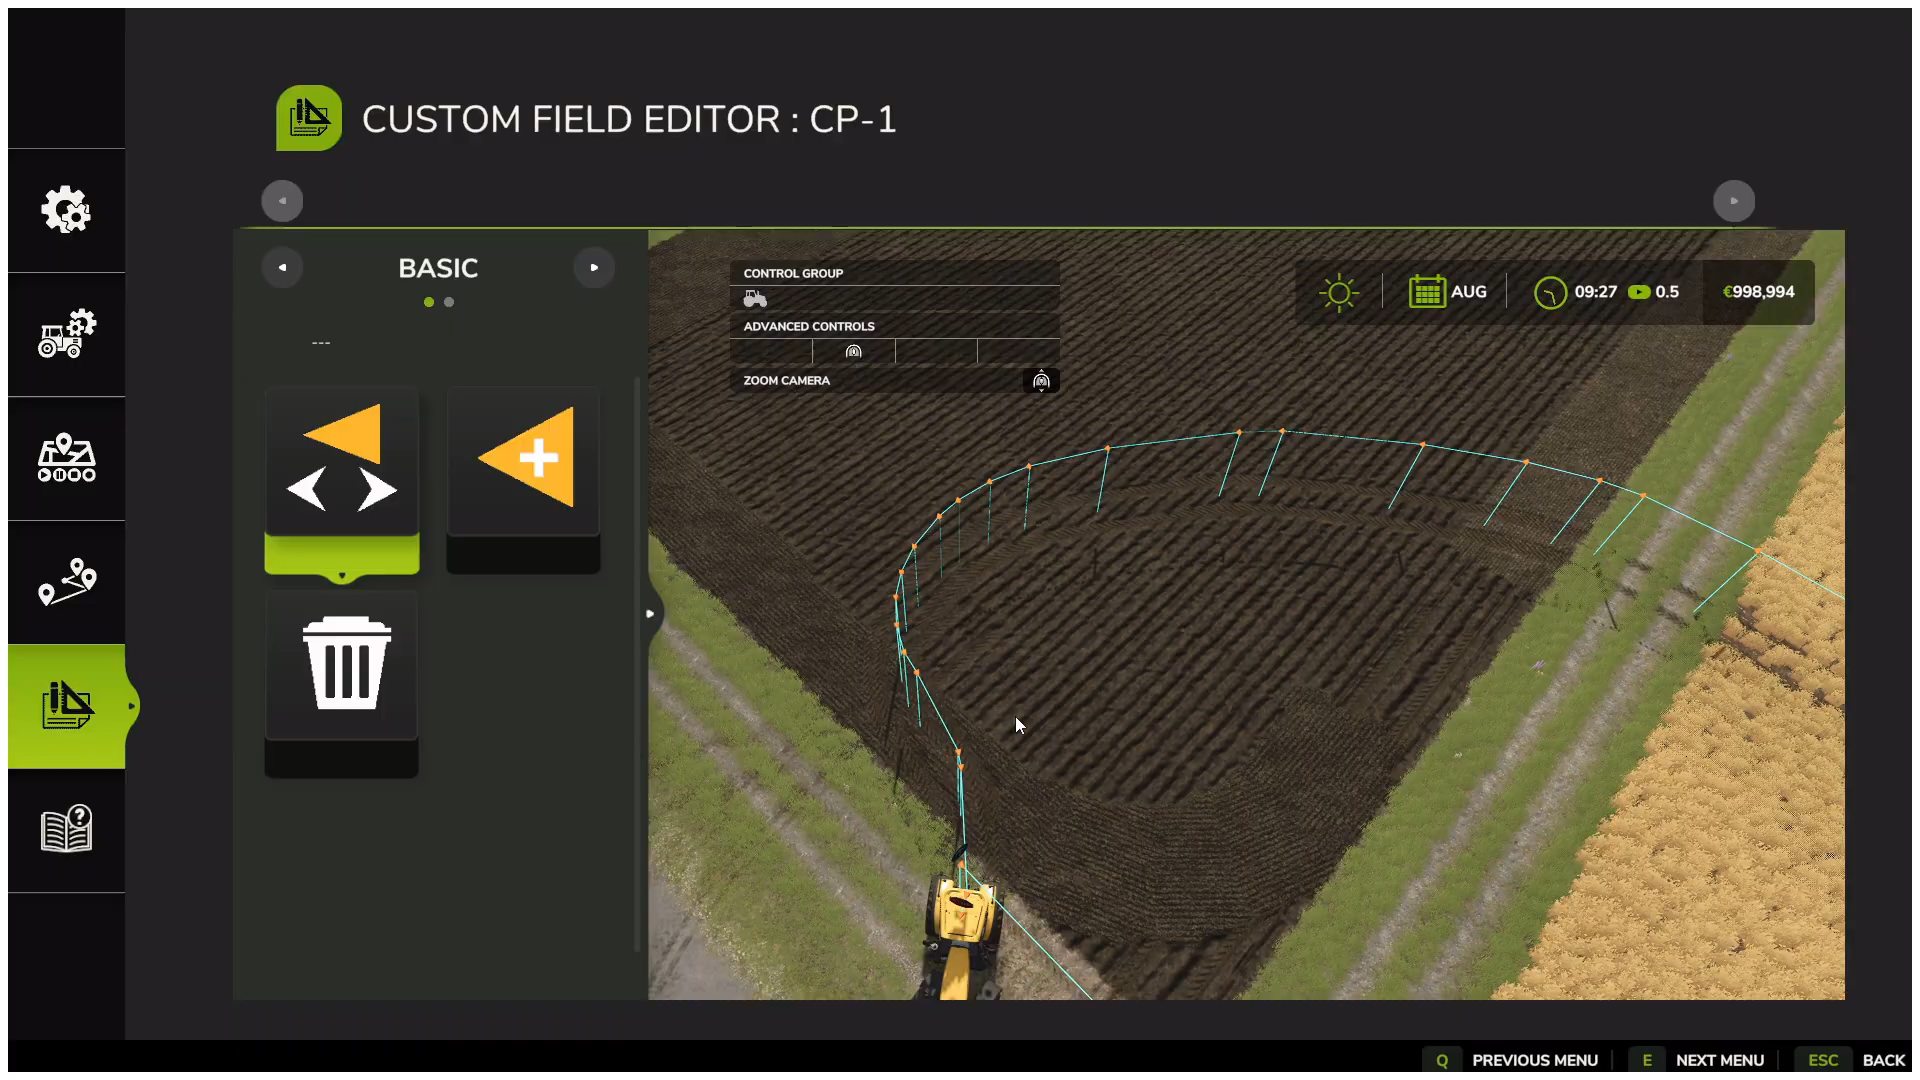 CUSTOM FIELD EDITOR : CP-1
BASIC
---
CONTROL GROUP
ADVANCED CONTROLS
ZOOM CAMERA
AUG
09:27
0.5
€998,994
Q PREVIOUS MENU
E NEXT MENU
ESC BACK